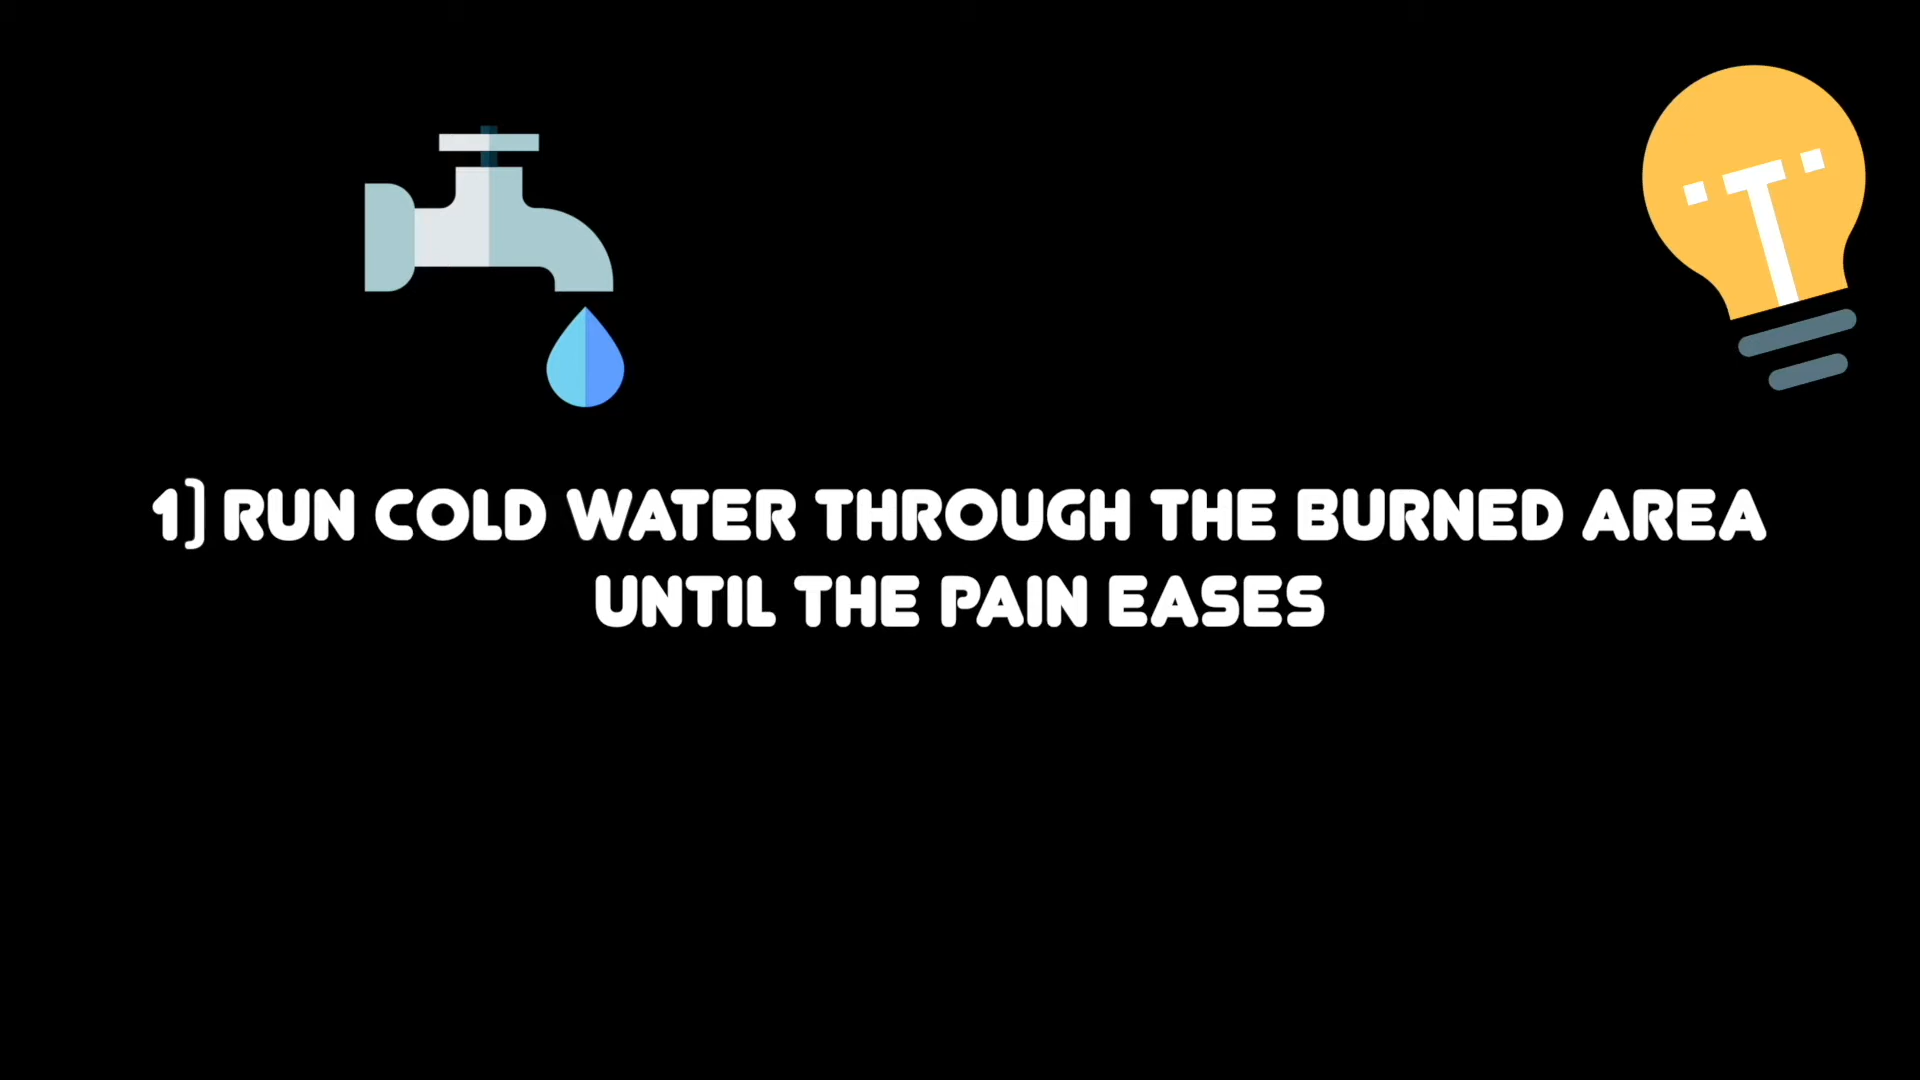 T
1) RUN COLD WATER THROUGH THE BURNED AREA
UNTIL THE PAIN EASES